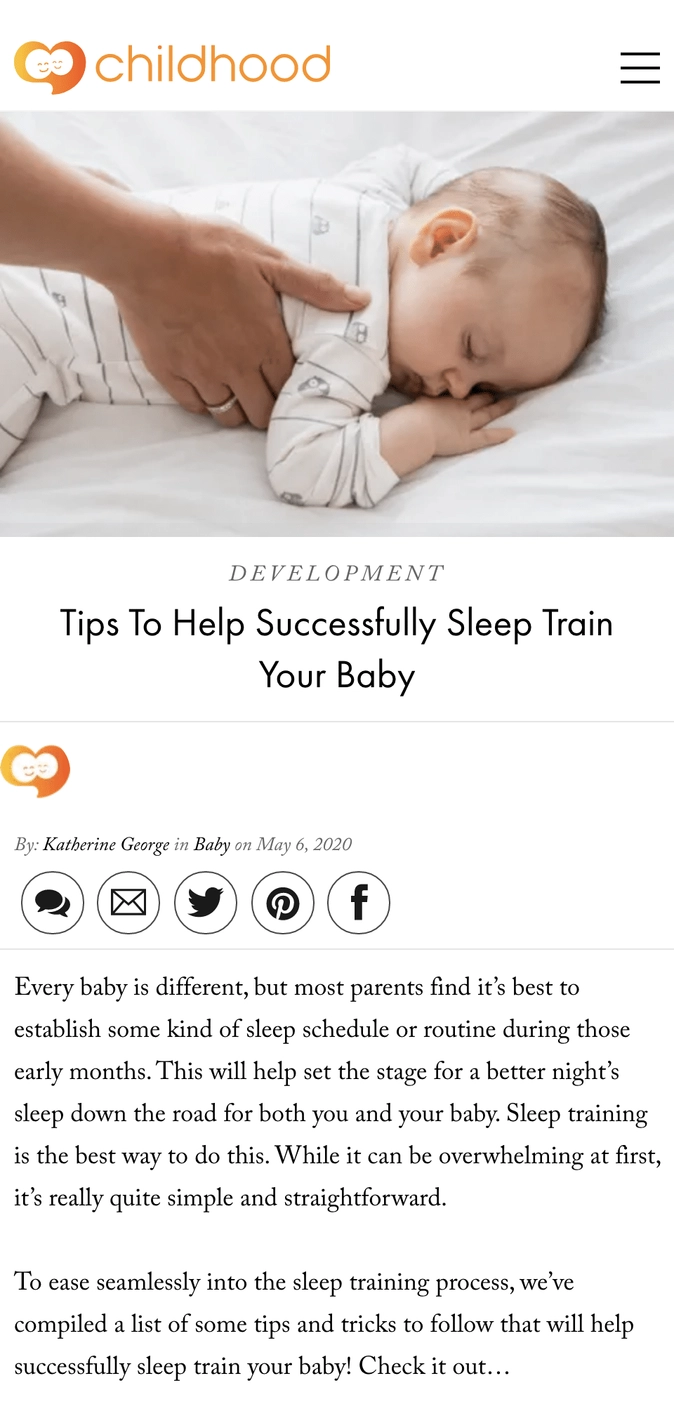 childhood
DEVELOPMENT
Tips To Help Successfully Sleep Train
Your Baby
By: Katherine George in Baby on May 6, 2020
Every baby is different, but most parents find it’s best to
establish some kind of sleep schedule or routine during those
early months. This will help set the stage for a better night’s
sleep down the road for both you and your baby. Sleep training
is the best way to do this. While it can be overwhelming at first,
it’s really quite simple and straightforward.
To ease seamlessly into the sleep training process, we’ve
compiled a list of some tips and tricks to follow that will help
successfully sleep train your baby! Check it out…